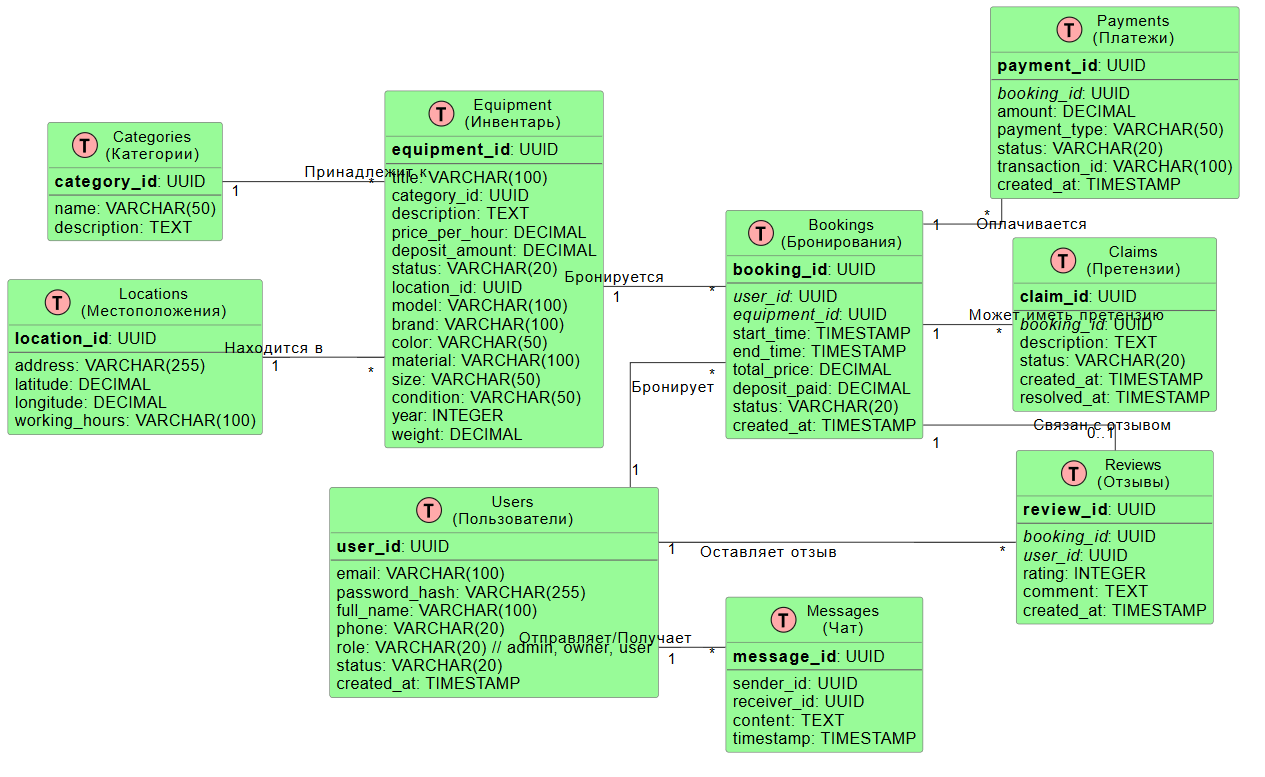 T
Categories
(Категории)
category_id: UUID
name: VARCHAR(50)
description: TEXT
T
Locations
(Местоположения)
location_id: UUID
address: VARCHAR(255)
latitude: DECIMAL
longitude: DECIMAL
working_hours: VARCHAR(100)
Принадлежит к
1
*
Находится в
1
*
T
Equipment
(Инвентарь)
equipment_id: UUID
title: VARCHAR(100)
category_id: UUID
description: TEXT
price_per_hour: DECIMAL
deposit_amount: DECIMAL
status: VARCHAR(20)
location_id: UUID
model: VARCHAR(100)
brand: VARCHAR(100)
color: VARCHAR(50)
material: VARCHAR(100)
size: VARCHAR(50)
condition: VARCHAR(50)
year: INTEGER
weight: DECIMAL
Бронируется
1
*
Бронирует
1
*
T
Users
(Пользователи)
user_id: UUID
email: VARCHAR(100)
password_hash: VARCHAR(255)
full_name: VARCHAR(100)
phone: VARCHAR(20)
role: VARCHAR(20) // admin, owner, user
status: VARCHAR(20)
created_at: TIMESTAMP
Отправляет/Получает
1
*
Оставляет отзыв
1
*
T
Bookings
(Бронирования)
booking_id: UUID
user_id: UUID
equipment_id: UUID
start_time: TIMESTAMP
end_time: TIMESTAMP
total_price: DECIMAL
deposit_paid: DECIMAL
status: VARCHAR(20)
created_at: TIMESTAMP
T
Messages
(Чат)
message_id: UUID
sender_id: UUID
receiver_id: UUID
content: TEXT
timestamp: TIMESTAMP
T
Payments
(Платежи)
payment_id: UUID
booking_id: UUID
amount: DECIMAL
payment_type: VARCHAR(50)
status: VARCHAR(20)
transaction_id: VARCHAR(100)
created_at: TIMESTAMP
Оплачивается
1
*
T
Claims
(Претензии)
claim_id: UUID
Может иметь претензию
1
*
booking_id: UUID
description: TEXT
status: VARCHAR(20)
created_at: TIMESTAMP
resolved_at: TIMESTAMP
Связан с отзывом
1
0..1
T
Reviews
(Отзывы)
review_id: UUID
booking_id: UUID
user_id: UUID
rating: INTEGER
comment: TEXT
created_at: TIMESTAMP